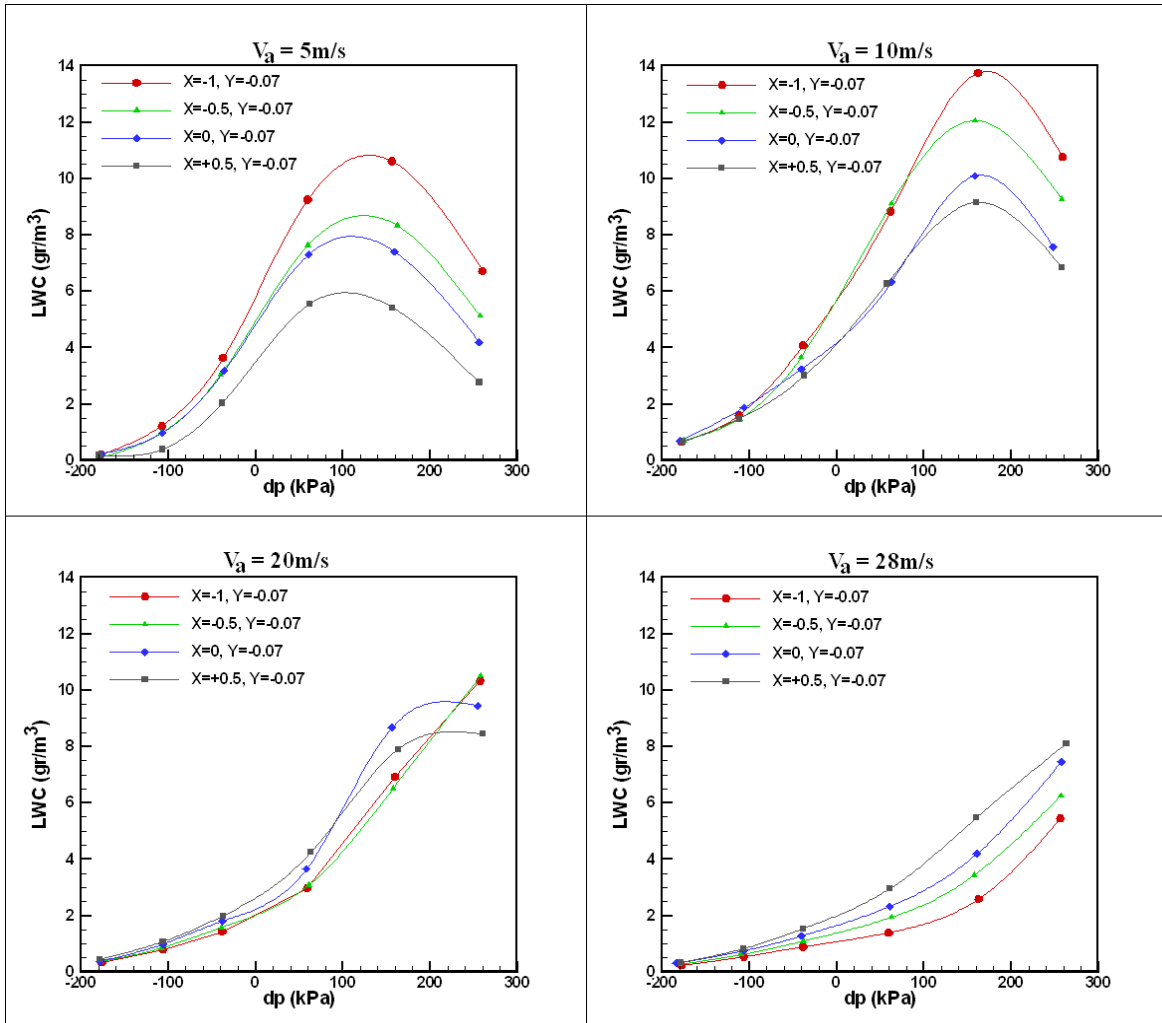 Va = 5m/s
14
12
10
8
6
4
2
0
LWC (gr/m3)
X=-1, Y=-0.07
X=-0.5, Y=-0.07
X=0, Y=-0.07
X=+0.5, Y=-0.07
-200 -100 0 100 200 300
dp (kPa)
Va = 10m/s
14
12
10
8
6
4
2
0
LWC (gr/m3)
X=-1, Y=-0.07
X=-0.5, Y=-0.07
X=0, Y=-0.07
X=+0.5, Y=-0.07
-200 -100 0 100 200 300
dp (kPa)
Va = 20m/s
14
12
10
8
6
4
2
0
LWC (gr/m3)
X=-1, Y=-0.07
X=-0.5, Y=-0.07
X=0, Y=-0.07
X=+0.5, Y=-0.07
-200 -100 0 100 200 300
dp (kPa)
Va = 28m/s
14
12
10
8
6
4
2
0
LWC (gr/m3)
X=-1, Y=-0.07
X=-0.5, Y=-0.07
X=0, Y=-0.07
X=+0.5, Y=-0.07
-200 -100 0 100 200 300
dp (kPa)